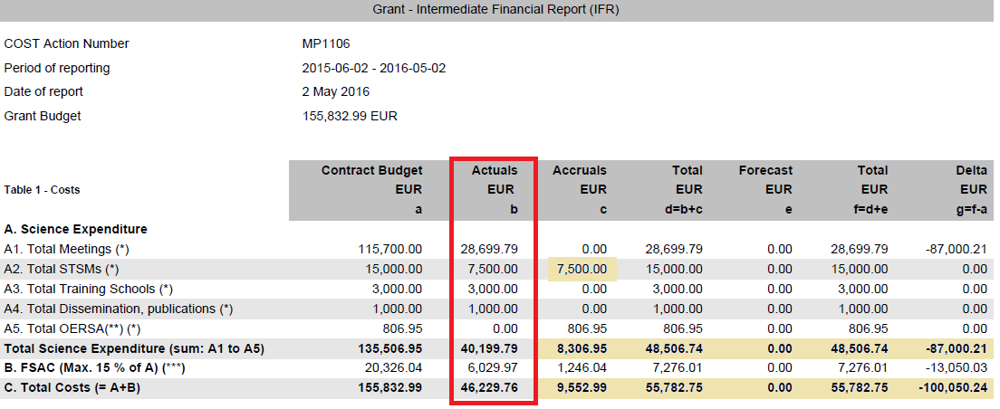 Grant - Intermediate Financial Report (IFR)
COST Action Number MP1106
Period of reporting 2015-06-02 - 2016-05-02
Date of report 2 May 2016
Grant Budget 155,832.99 EUR
Contract Budget Actuals Accruals Total Forecast Total Delta
Table 1 - Costs EUR EUR EUR EUR EUR EUR EUR
a b c d=b+c e f=d+e g=f-a
A. Science Expenditure
A1. Total Meetings (*) 115,700.00 28,699.79 0.00 28,699.79 0.00 28,699.79 -87,000.21
A2. Total STSMs (*) 15,000.00 7,500.00 7,500.00 15,000.00 0.00 15,000.00 0.00
A3. Total Training Schools (*) 3,000.00 3,000.00 0.00 3,000.00 0.00 3,000.00 0.00
A4. Total Dissemination, publications (*) 1,000.00 1,000.00 0.00 1,000.00 0.00 1,000.00 0.00
A5. Total OERSA(**) (*) 806.95 0.00 806.95 806.95 0.00 806.95 0.00
Total Science Expenditure (sum: A1 to A5) 135,506.95 40,199.79 8,306.95 48,506.74 0.00 48,506.74 -87,000.21
B. FSAC (Max. 15 % of A) (***) 20,326.04 6,029.97 1,246.04 7,276.01 0.00 7,276.01 -13,050.03
C. Total Costs (= A+B) 155,832.99 46,229.76 9,552.99 55,782.75 0.00 55,782.75 -100,050.24